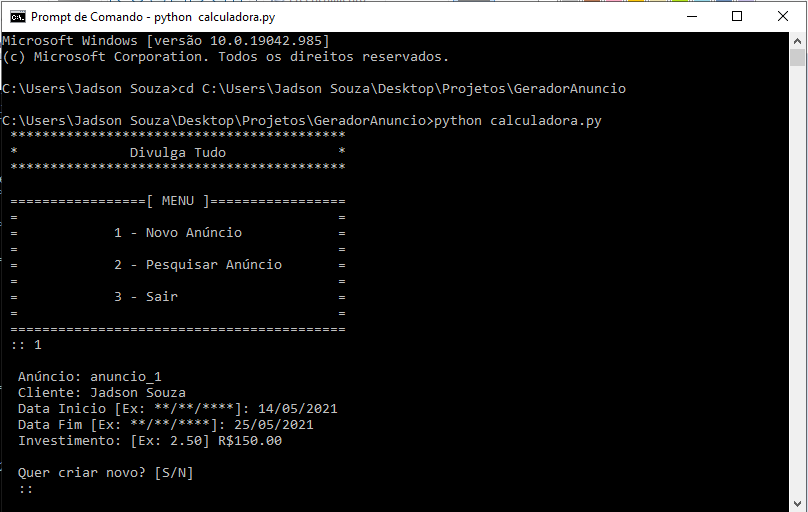 Prompt de Comando - python calculadora.py
Microsoft Windows [versão 10.0.19042.985]
(c) Microsoft Corporation. Todos os direitos reservados.
C:\Users\Jadson Souza>cd C:\Users\Jadson Souza\Desktop\Projetos\GeradorAnuncio
C:\Users\Jadson Souza\Desktop\Projetos\GeradorAnuncio>python calculadora.py
******************************************
* Divulga Tudo *
******************************************
=================[ MENU ]=================
= =
= 1 - Novo Anúncio =
= =
= 2 - Pesquisar Anúncio =
= =
= 3 - Sair =
= =
==========================================
:: 1
Anúncio: anuncio_1
Cliente: Jadson Souza
Data Inicio [Ex: **/**/****]: 14/05/2021
Data Fim [Ex: **/**/****]: 25/05/2021
Investimento: [Ex: 2.50] R$150.00
Quer criar novo? [S/N]
::